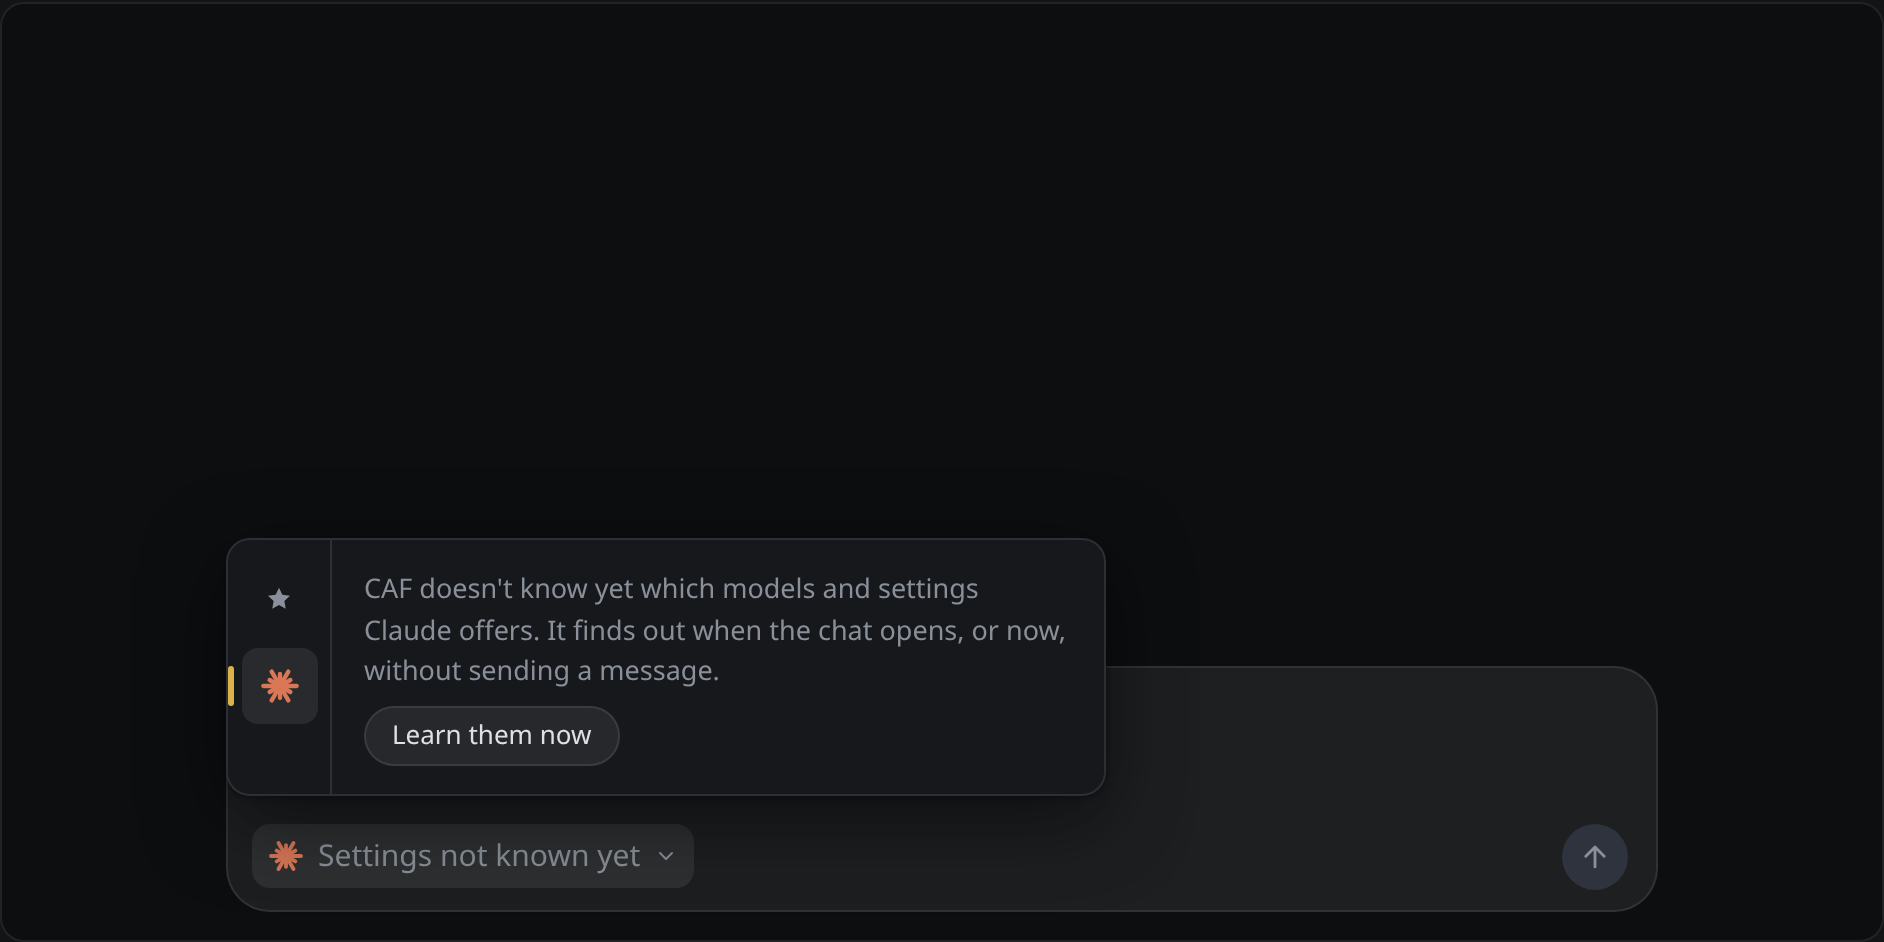 CAF doesn't know yet which models and settings
Claude offers. It finds out when the chat opens, or now,
without sending a message.
Learn them now
Settings not known yet